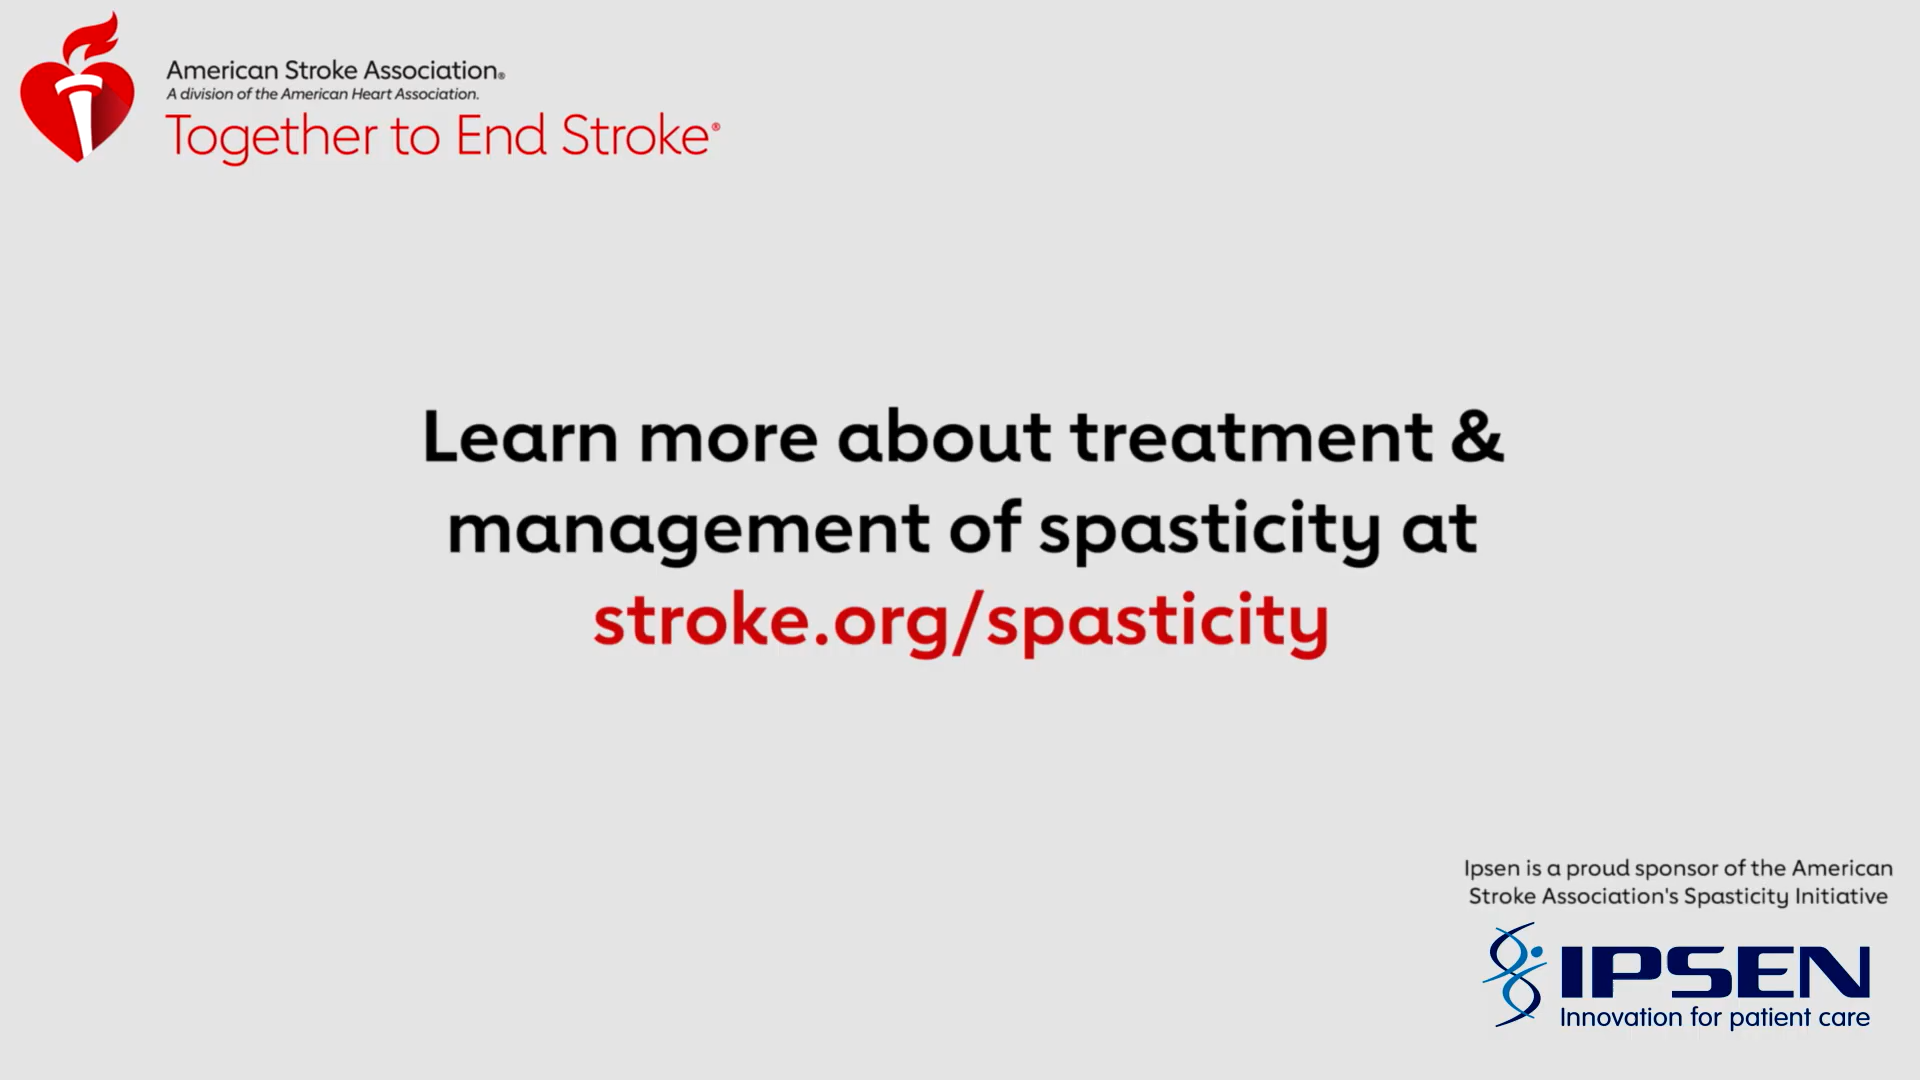 American Stroke Association®
A division of the American Heart Association.
Together to End Stroke®
Learn more about treatment &
management of spasticity at
stroke.org/spasticity
Ipsen is a proud sponsor of the American
Stroke Association's Spasticity Initiative
IPSEN
Innovation for patient care